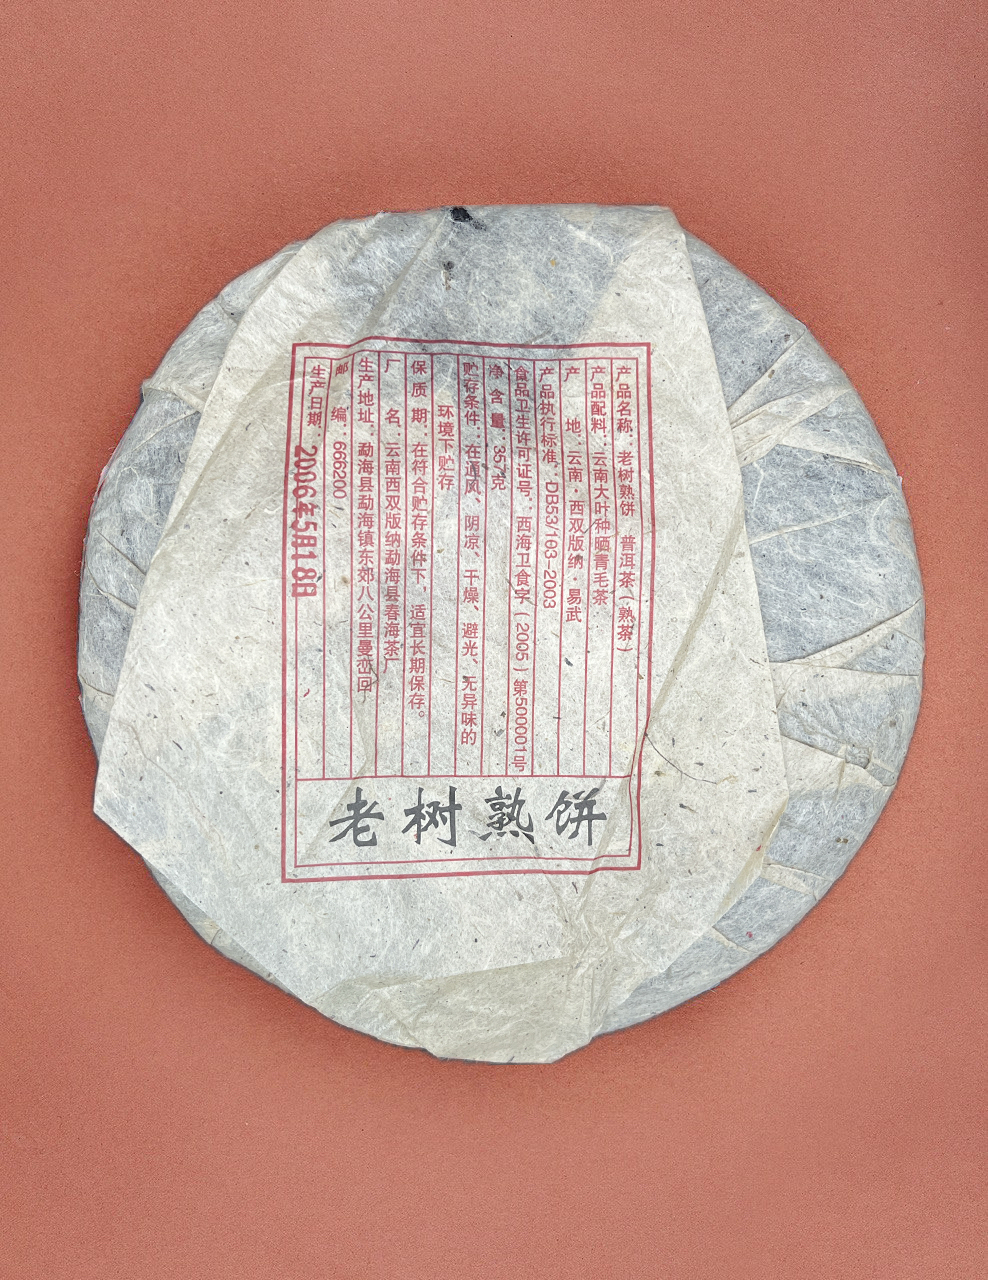 产品名称：老树熟饼 普洱茶（熟茶）
产品配料：云南大叶种晒青毛茶
产 地：云南·西双版纳·易武
产品执行标准：DB53/103-2003
食品卫生许可证号：西海卫食字（2005）第500001号
净含量：357克
贮存条件：在通风、阴凉、干燥、避光、无异味的
环境下贮存
保质期：在符合贮存条件下，适宜长期保存。
厂 名：云南西双版纳勐海县春海茶厂
生产地址：勐海县勐海镇东郊八公里曼峦回
邮 编：666200
生产日期：2006年5月18日
老树熟饼